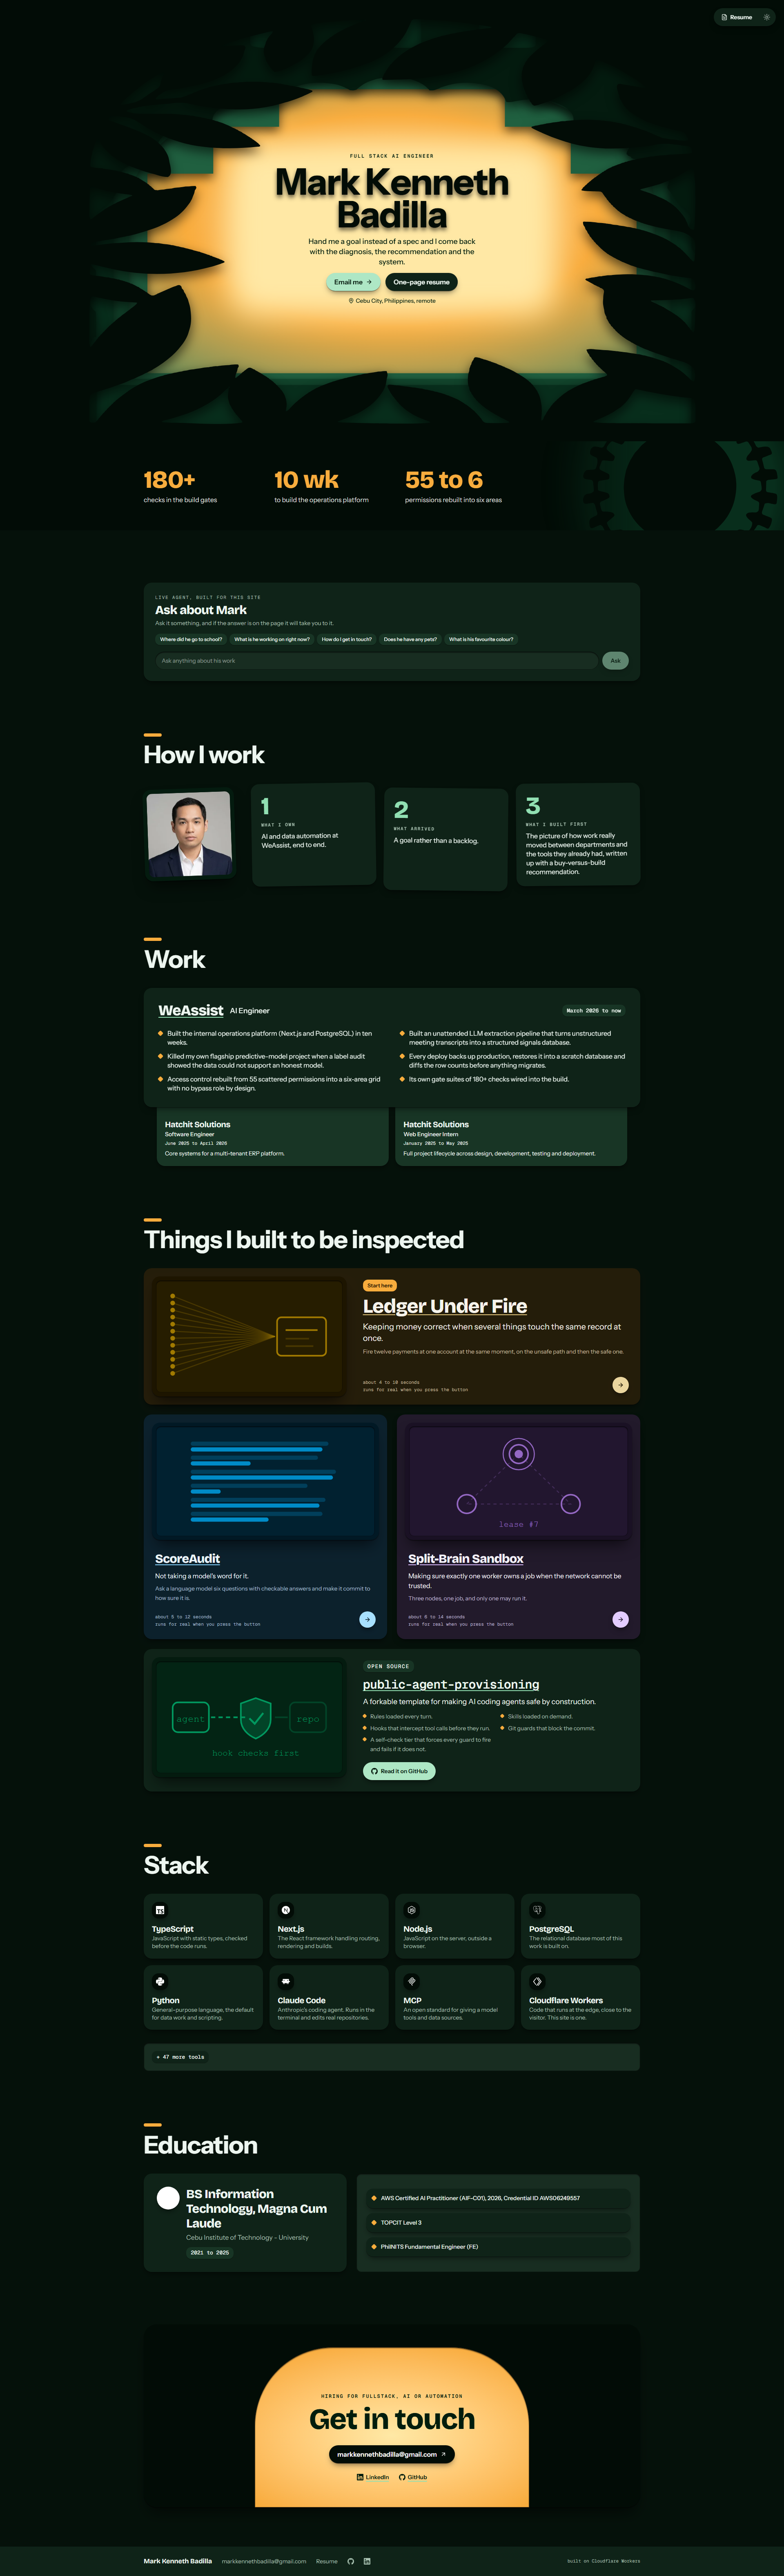 Resume
FULL STACK AI ENGINEER
Mark Kenneth
Badilla
Hand me a goal instead of a spec and I come back
with the diagnosis, the recommendation and the
system.
Email me
One-page resume
Cebu City, Philippines, remote
180+
checks in the build gates
10 wk
to build the operations platform
55 to 6
permissions rebuilt into six areas
LIVE AGENT, BUILT FOR THIS SITE
Ask about Mark
Ask it something, and if the answer is on the page it will take you to it.
Where did he go to school?
What is he working on right now?
How do I get in touch?
Does he have any pets?
What is his favourite colour?
Ask anything about his work
Ask
How I work
1
WHAT I OWN
AI and data automation at
WeAssist, end to end.
2
WHAT ARRIVED
A goal rather than a backlog.
3
WHAT I BUILT FIRST
The picture of how work really
moved between departments and
the tools they already had, written
up with a buy-versus-build
recommendation.
Work
WeAssist AI Engineer
March 2026 to now
Built the internal operations platform (Next.js and PostgreSQL) in ten
weeks.
Killed my own flagship predictive-model project when a label audit
showed the data could not support an honest model.
Access control rebuilt from 55 scattered permissions into a six-area grid
with no bypass role by design.
Built an unattended LLM extraction pipeline that turns unstructured
meeting transcripts into a structured signals database.
Every deploy backs up production, restores it into a scratch database and
diffs the row counts before anything migrates.
Its own gate suites of 180+ checks wired into the build.
Hatchit Solutions
Software Engineer
June 2025 to April 2026
Core systems for a multi-tenant ERP platform.
Hatchit Solutions
Web Engineer Intern
January 2025 to May 2025
Full project lifecycle across design, development, testing and deployment.
Things I built to be inspected
Start here
Ledger Under Fire
Keeping money correct when several things touch the same record at
once.
Fire twelve payments at one account at the same moment, on the unsafe path and then the safe one.
about 4 to 10 seconds
runs for real when you press the button
ScoreAudit
Not taking a model's word for it.
Ask a language model six questions with checkable answers and make it commit to
how sure it is.
about 5 to 12 seconds
runs for real when you press the button
lease #7
Split-Brain Sandbox
Making sure exactly one worker owns a job when the network cannot be
trusted.
Three nodes, one job, and only one may run it.
about 6 to 14 seconds
runs for real when you press the button
agent
repo
hook checks first
OPEN SOURCE
public-agent-provisioning
A forkable template for making AI coding agents safe by construction.
Rules loaded every turn.
Hooks that intercept tool calls before they run.
A self-check tier that forces every guard to fire
and fails if it does not.
Skills loaded on demand.
Git guards that block the commit.
Read it on GitHub
Stack
TypeScript
JavaScript with static types, checked
before the code runs.
Next.js
The React framework handling routing,
rendering and builds.
Node.js
JavaScript on the server, outside a
browser.
PostgreSQL
The relational database most of this
work is built on.
Python
General-purpose language, the default
for data work and scripting.
Claude Code
Anthropic's coding agent. Runs in the
terminal and edits real repositories.
MCP
An open standard for giving a model
tools and data sources.
Cloudflare Workers
Code that runs at the edge, close to the
visitor. This site is one.
+ 47 more tools
Education
BS Information
Technology, Magna Cum
Laude
Cebu Institute of Technology - University
2021 to 2025
AWS Certified AI Practitioner (AIF-C01), 2026, Credential ID AWS06249557
TOPCIT Level 3
PhilNITS Fundamental Engineer (FE)
HIRING FOR FULLSTACK, AI OR AUTOMATION
Get in touch
markkennethbadilla@gmail.com
LinkedIn
GitHub
Mark Kenneth Badilla
markkennethbadilla@gmail.com
Resume
built on Cloudflare Workers